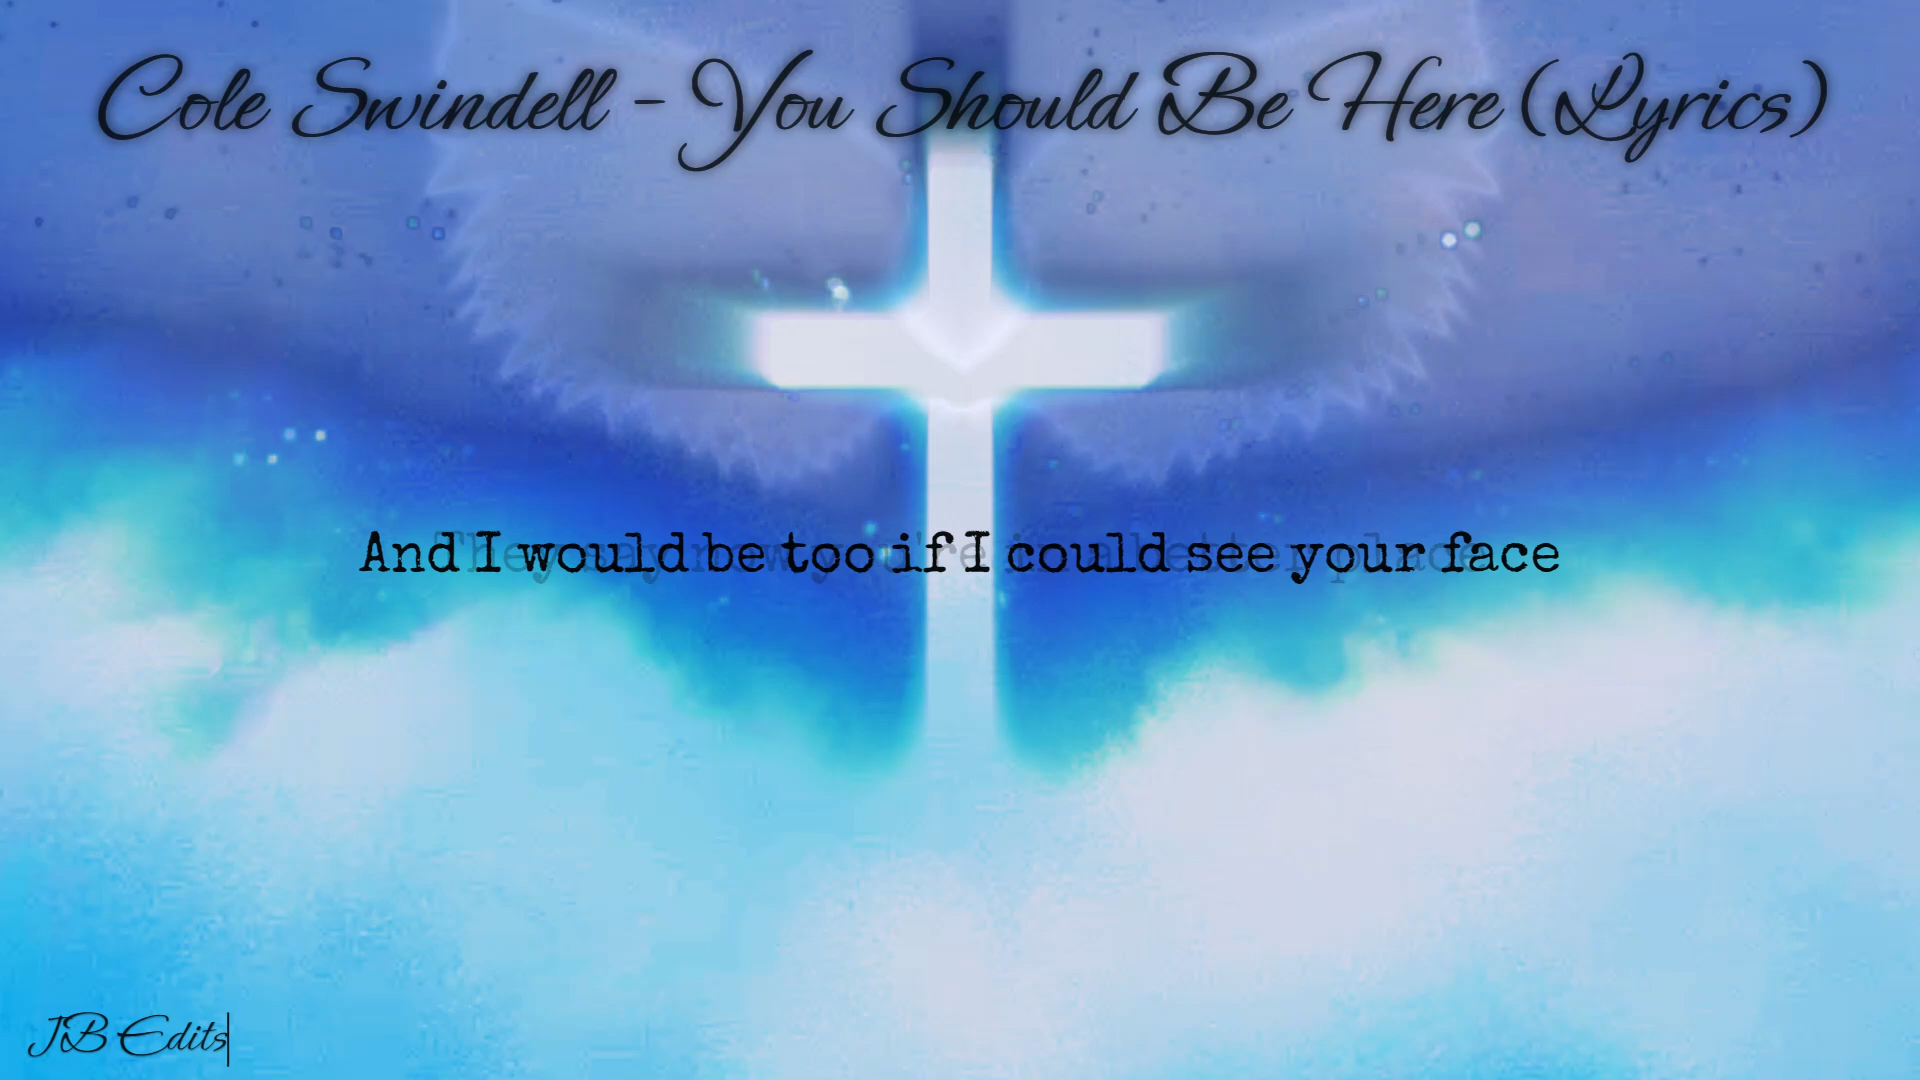 Cole Swindell - You Should Be Here (Lyrics)
And I would be too if I could see your face
JB Edits